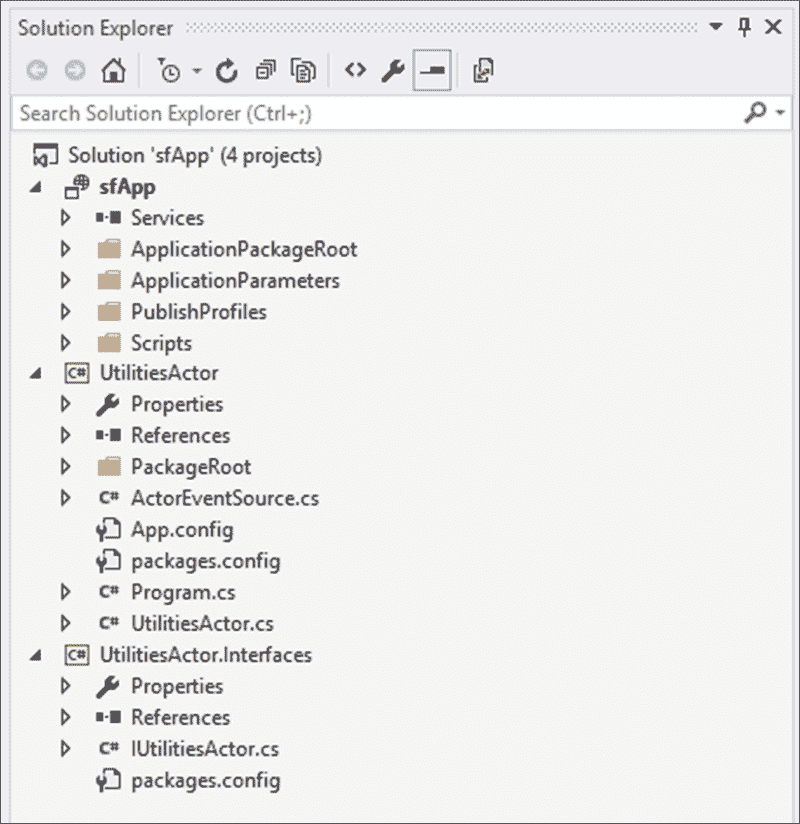 Solution Explorer
Search Solution Explorer (Ctrl+;)
Solution 'sfApp' (4 projects)
sfApp
Services
ApplicationPackageRoot
ApplicationParameters
PublishProfiles
Scripts
C# UtilitiesActor
Properties
References
PackageRoot
C# ActorEventSource.cs
App.config
packages.config
C# Program.cs
C# UtilitiesActor.cs
C# UtilitiesActor.Interfaces
Properties
References
C# IUtilitiesActor.cs
packages.config